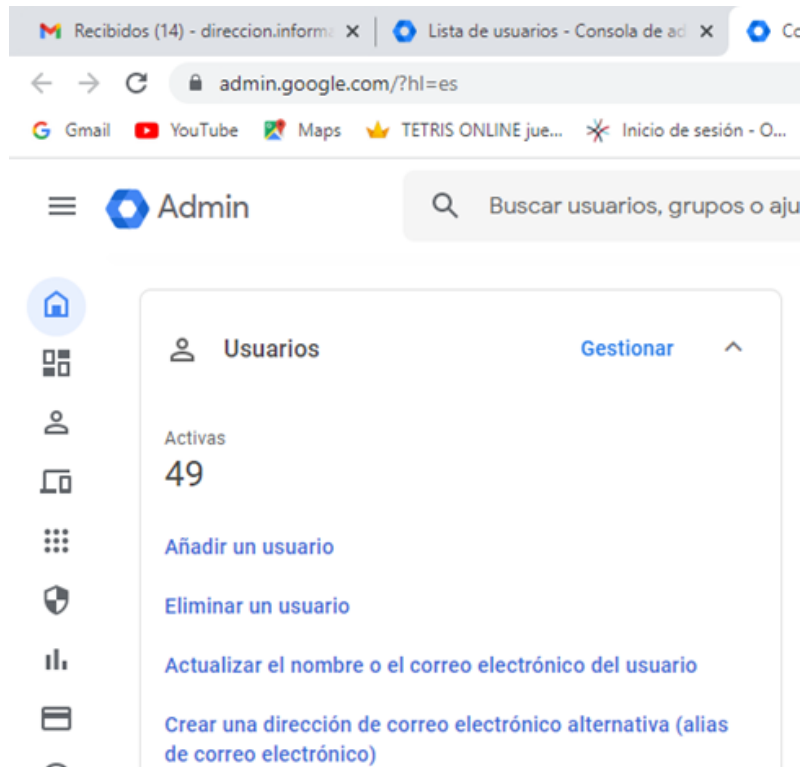 Recibidos (14) - direccion.informa
Lista de usuarios - Consola de ad
Co
admin.google.com/?hl=es
Gmail
YouTube
Maps
TETRIS ONLINE jue...
Inicio de sesión - O...
Admin
Buscar usuarios, grupos o aju
Usuarios
Gestionar
Activas
49
Añadir un usuario
Eliminar un usuario
Actualizar el nombre o el correo electrónico del usuario
Crear una dirección de correo electrónico alternativa (alias
de correo electrónico)